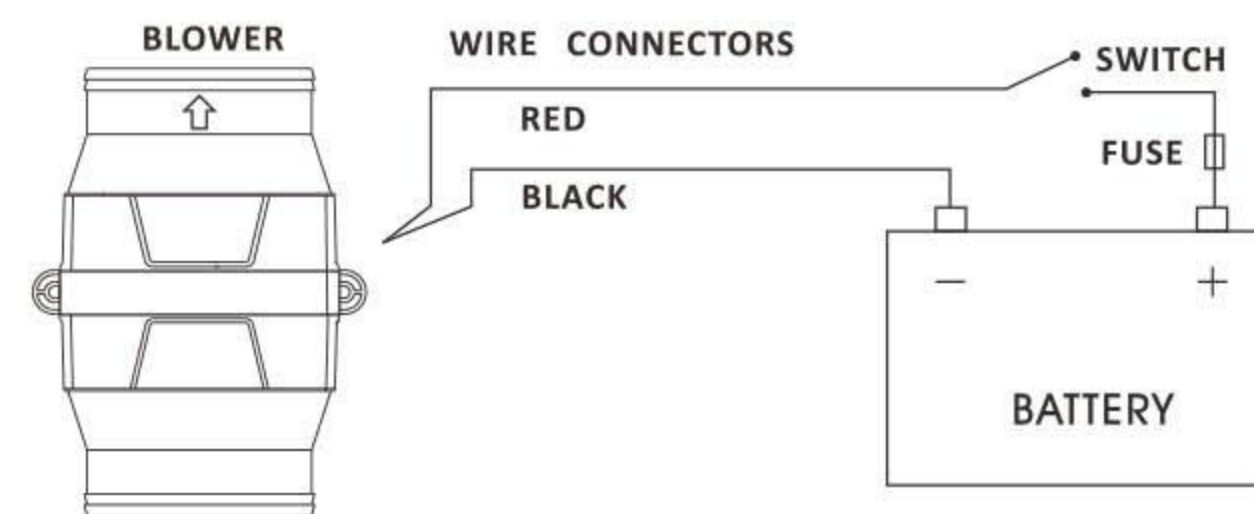 BLOWER
WIRE CONNECTORS
SWITCH
RED
FUSE
BLACK
− +
BATTERY